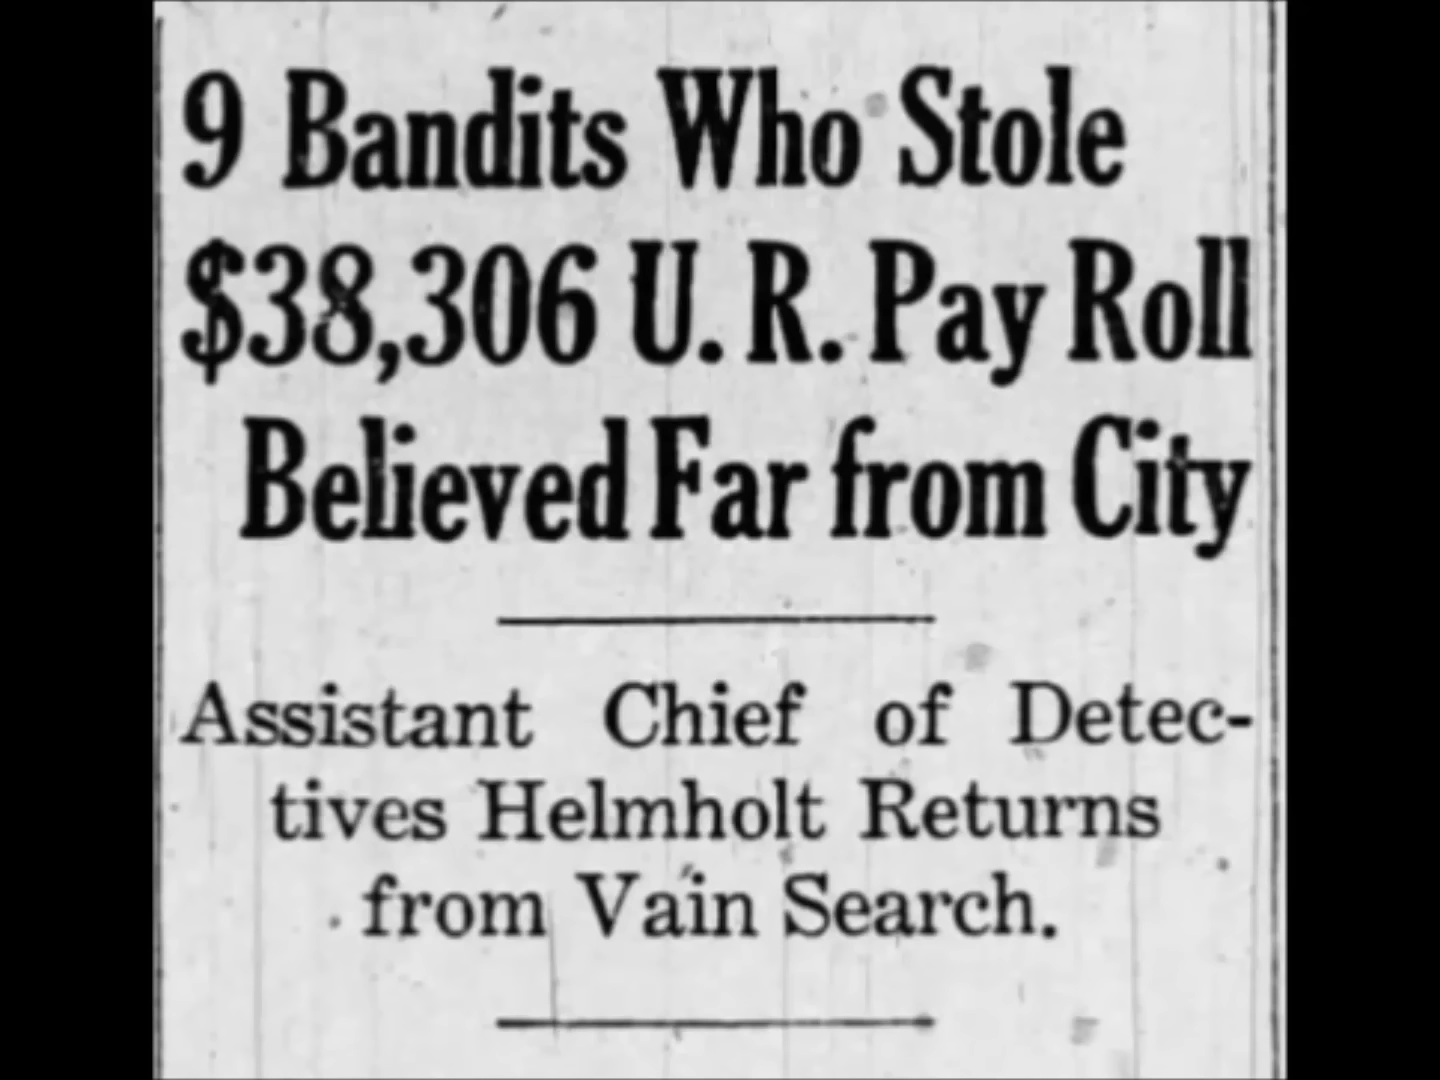 9 Bandits Who Stole
$38,306 U. R. Pay Roll
Believed Far from City
Assistant Chief of Detec-
tives Helmholt Returns
from Vain Search.